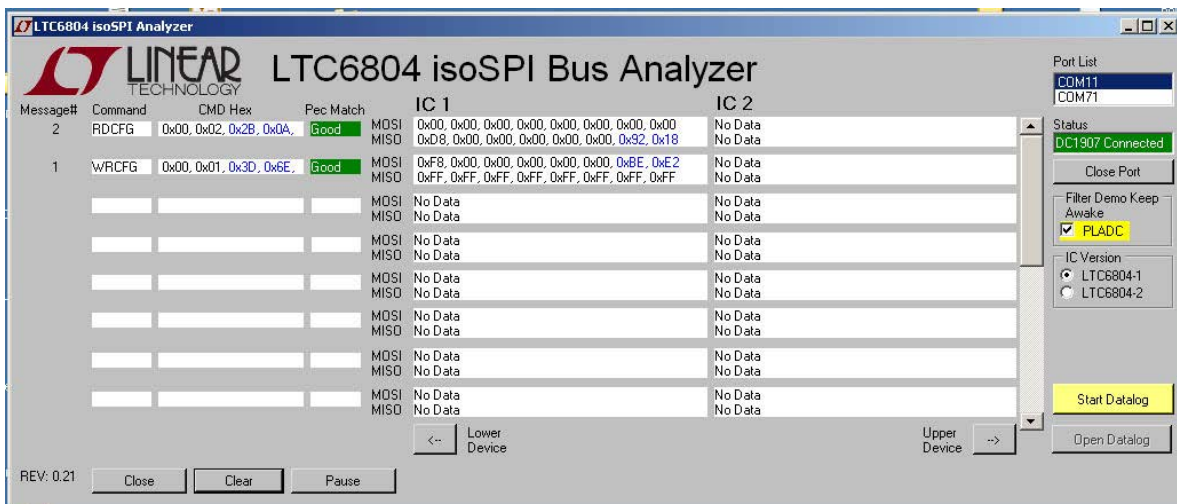 LTC6804 isoSPI Analyzer
LINEAR
TECHNOLOGY
LTC6804 isoSPI Bus Analyzer
Message# Command CMD Hex Pec Match IC 1 IC 2
2 RDCFG 0x00, 0x02, 0x2B, 0x0A, Good MOSI 0x00, 0x00, 0x00, 0x00, 0x00, 0x00, 0x00, 0x00 No Data
MISO 0xD8, 0x00, 0x00, 0x00, 0x00, 0x00, 0x92, 0x18 No Data
1 WRCFG 0x00, 0x01, 0x3D, 0x6E, Good MOSI 0xF8, 0x00, 0x00, 0x00, 0x00, 0x00, 0xBE, 0xE2 No Data
MISO 0xFF, 0xFF, 0xFF, 0xFF, 0xFF, 0xFF, 0xFF, 0xFF No Data
MOSI No Data No Data
MISO No Data No Data
MOSI No Data No Data
MISO No Data No Data
MOSI No Data No Data
MISO No Data No Data
MOSI No Data No Data
MISO No Data No Data
MOSI No Data No Data
MISO No Data No Data
MOSI No Data No Data
MISO No Data No Data
<-- Lower
Device
Upper
Device -->
REV: 0.21 Close Clear Pause
Port List
COM11
COM71
Status
DC1907 Connected
Close Port
Filter Demo Keep
Awake
PLADC
IC Version
LTC6804-1
LTC6804-2
Start Datalog
Open Datalog